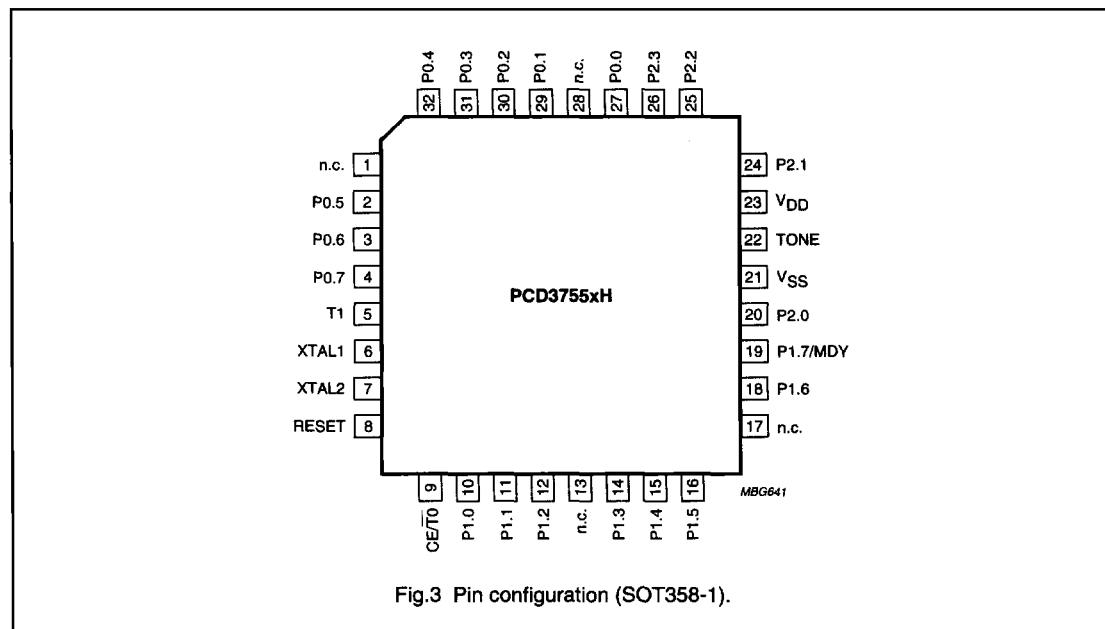 P0.4 P0.3 P0.2 P0.1 n.c. P0.0 P2.3 P2.2
32 31 30 29 28 27 26 25
n.c. 1
P0.5 2
P0.6 3
P0.7 4
T1 5
XTAL1 6
XTAL2 7
RESET 8
PCD3755xH
24 P2.1
23 VDD
22 TONE
21 VSS
20 P2.0
19 P1.7/MDY
18 P1.6
17 n.c.
9 10 11 12 13 14 15 16
CE/T0 P1.0 P1.1 P1.2 n.c. P1.3 P1.4 P1.5
MBG641
Fig.3 Pin configuration (SOT358-1).